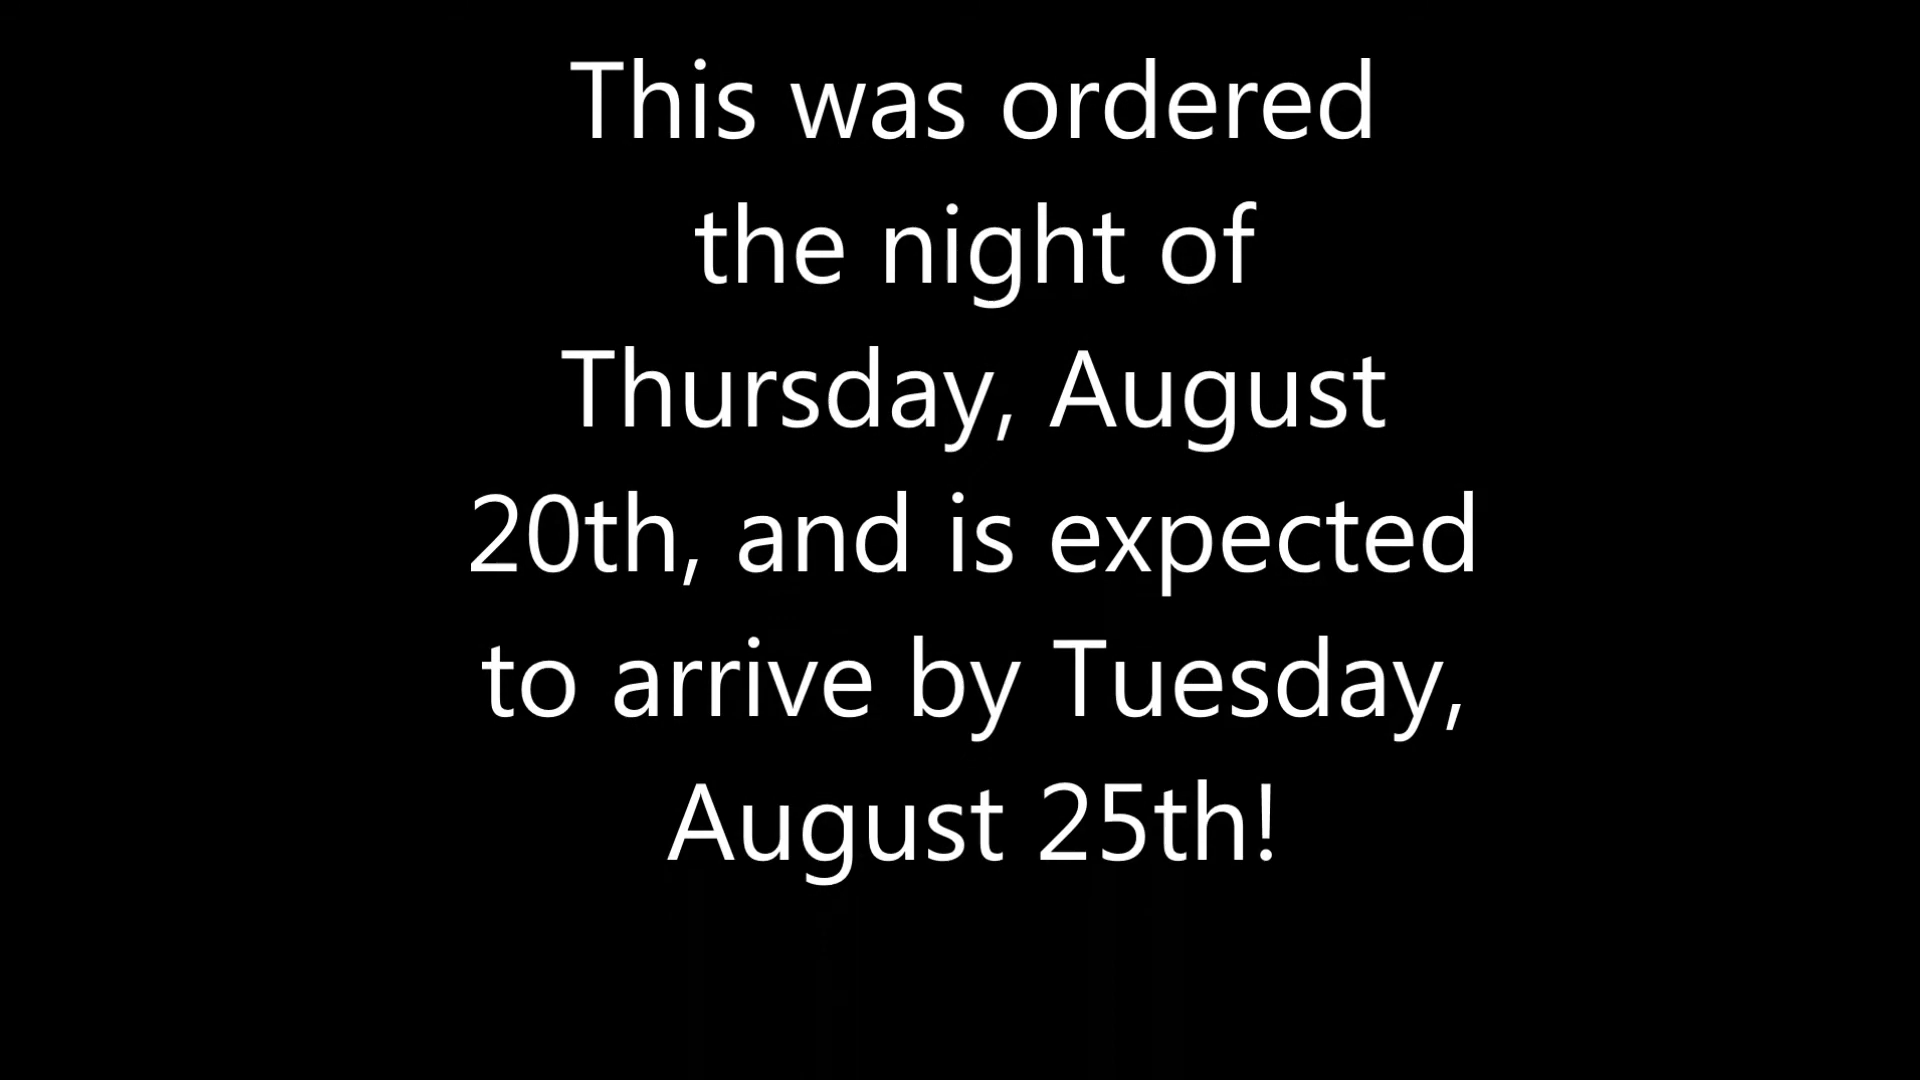 This was ordered
the night of
Thursday, August
20th, and is expected
to arrive by Tuesday,
August 25th!